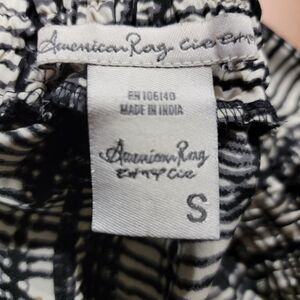 American Rag Cie
RN 106140
MADE IN INDIA
American Rag
Cie
S